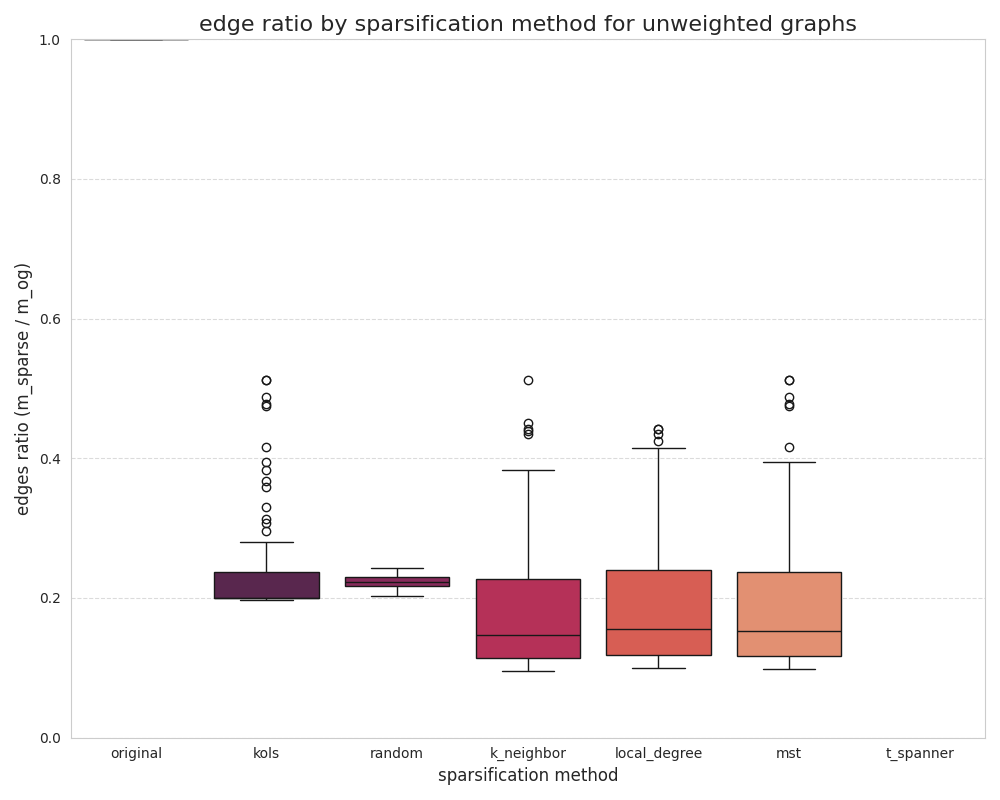 edge ratio by sparsification method for unweighted graphs
edges ratio (m_sparse / m_og)
1.0
0.8
0.6
0.4
0.2
0.0
original kols random k_neighbor local_degree mst t_spanner
sparsification method